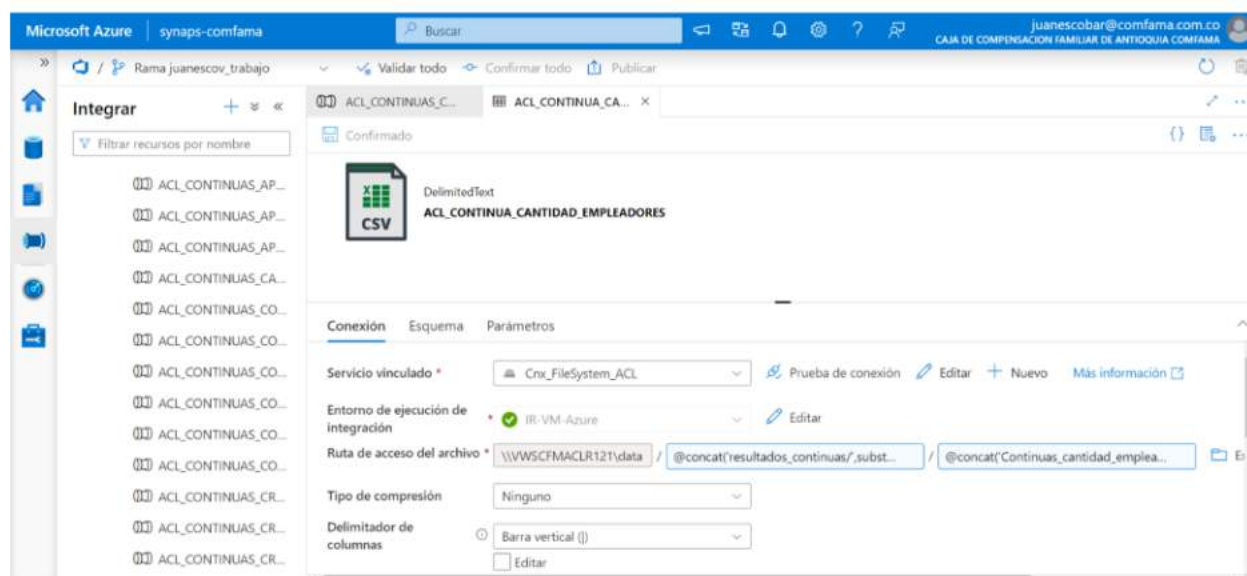 Microsoft Azure synaps-comfama Buscar ? juanescobar@comfama.com.co
CAJA DE COMPENSACION FAMILIAR DE ANTIOQUIA COMFAMA
» / Rama juanescov_trabajo Validar todo Confirmar todo Publicar
Integrar + «
ACL_CONTINUAS_C... ACL_CONTINUA_CA... ×
Filtrar recursos por nombre
Confirmado {} ...
ACL_CONTINUAS_AP...
ACL_CONTINUAS_AP...
ACL_CONTINUAS_AP...
ACL_CONTINUAS_CA...
ACL_CONTINUAS_CO...
ACL_CONTINUAS_CO...
ACL_CONTINUAS_CO...
ACL_CONTINUAS_CO...
ACL_CONTINUAS_CO...
ACL_CONTINUAS_CO...
ACL_CONTINUAS_CR...
ACL_CONTINUAS_CR...
ACL_CONTINUAS_CR...
CSV
DelimitedText
ACL_CONTINUA_CANTIDAD_EMPLEADORES
Conexión Esquema Parámetros
Servicio vinculado * Cnx_FileSystem_ACL Prueba de conexión Editar + Nuevo Más información
Entorno de ejecución de integración * IR-VM-Azure Editar
Ruta de acceso del archivo * \\VWSCFMACLR121\data / @concat('resultados_continuas/',subst... / @concat('Continuas_cantidad_emplea...
Tipo de compresión Ninguno
Delimitador de columnas Barra vertical (|)
Editar